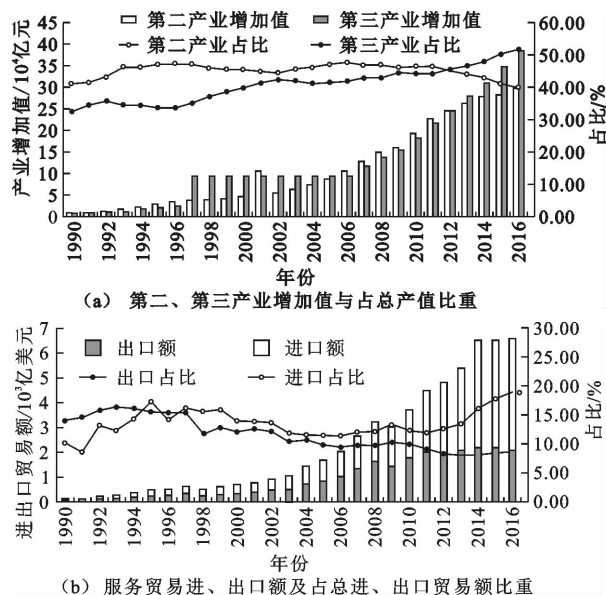 第二产业增加值 第三产业增加值
第二产业占比 第三产业占比
产业增加值/10⁴亿元
45
40
35
30
25
20
15
10
5
0
60.00
50.00
40.00
30.00
20.00
10.00
0.00
占比/%
1990 1992 1994 1996 1998 2000 2002 2004 2006 2008 2010 2012 2014 2016
年份
(a) 第二、第三产业增加值与占总产值比重
出口额 进口额
出口占比 进口占比
进出口贸易额/10³亿美元
7
6
5
4
3
2
1
0
30.00
25.00
20.00
15.00
10.00
5.00
0.00
占比/%
1990 1992 1994 1996 1998 2000 2002 2004 2006 2008 2010 2012 2014 2016
年份
(b) 服务贸易进、出口额及占总进、出口贸易额比重